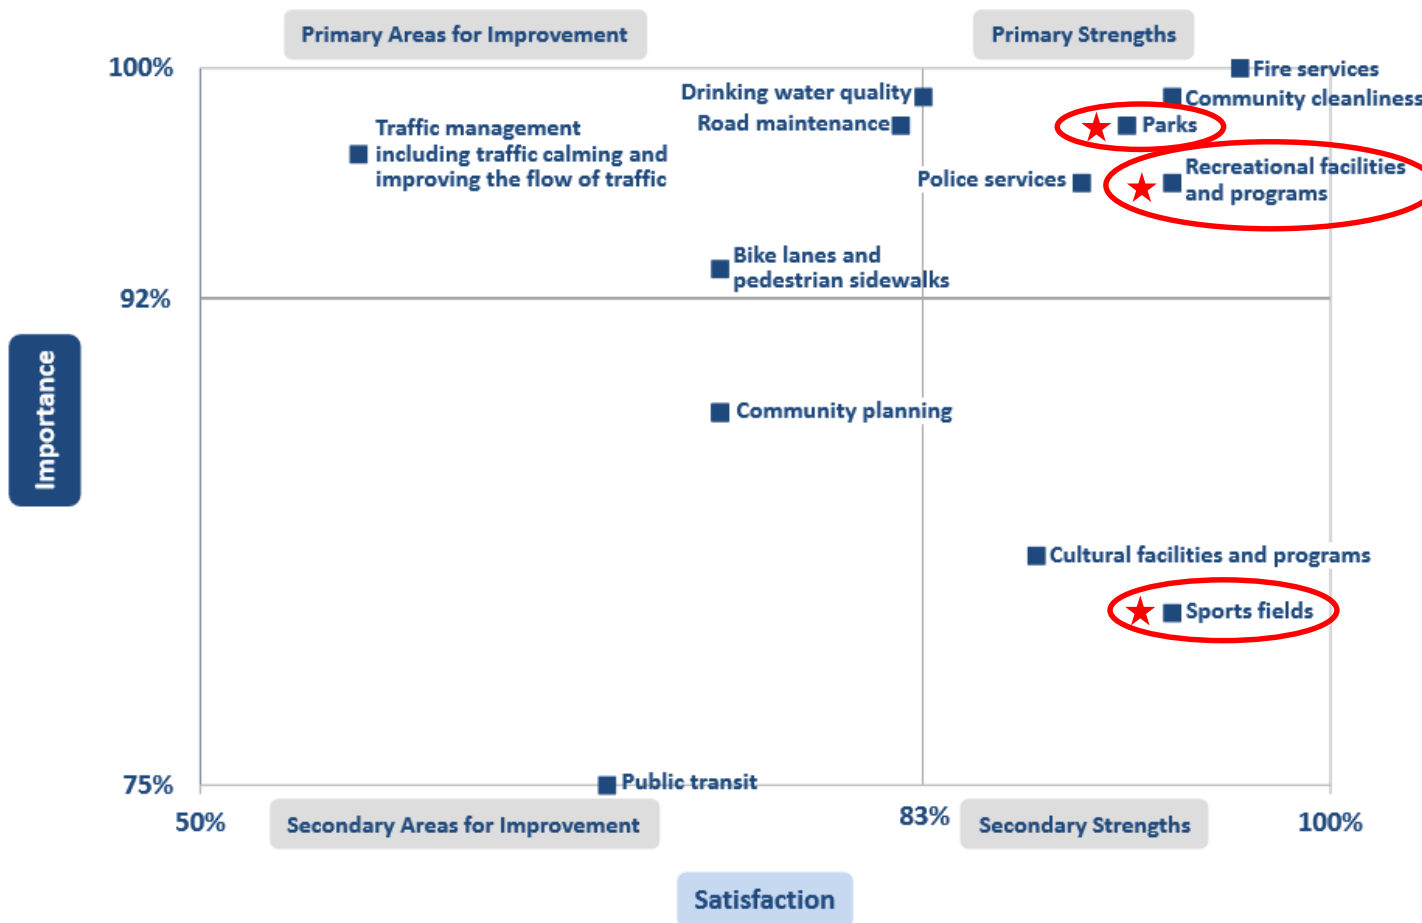 Primary Areas for Improvement
Primary Strengths
100%
Fire services
Drinking water quality
Community cleanliness
Road maintenance
Parks
Traffic management
including traffic calming and
improving the flow of traffic
Police services
Recreational facilities
and programs
Bike lanes and
pedestrian sidewalks
92%
Importance
Community planning
Cultural facilities and programs
Sports fields
75%
Public transit
50%
Secondary Areas for Improvement
83%
Secondary Strengths
100%
Satisfaction